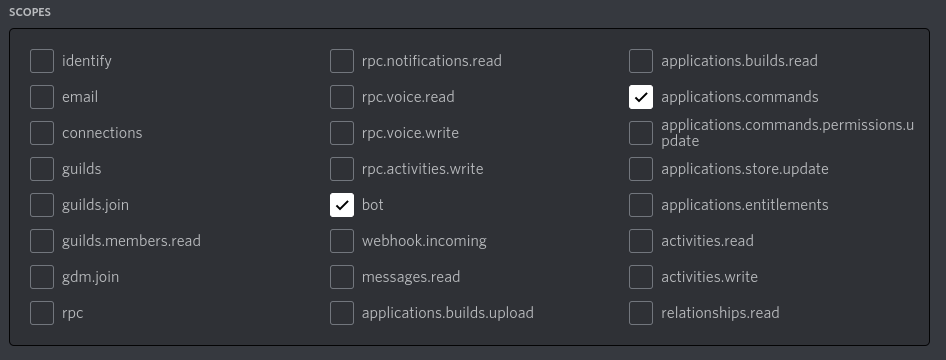 SCOPES
identify
email
connections
guilds
guilds.join
guilds.members.read
gdm.join
rpc
rpc.notifications.read
rpc.voice.read
rpc.voice.write
rpc.activities.write
bot
webhook.incoming
messages.read
applications.builds.upload
applications.builds.read
applications.commands
applications.commands.permissions.u
pdate
applications.store.update
applications.entitlements
activities.read
activities.write
relationships.read